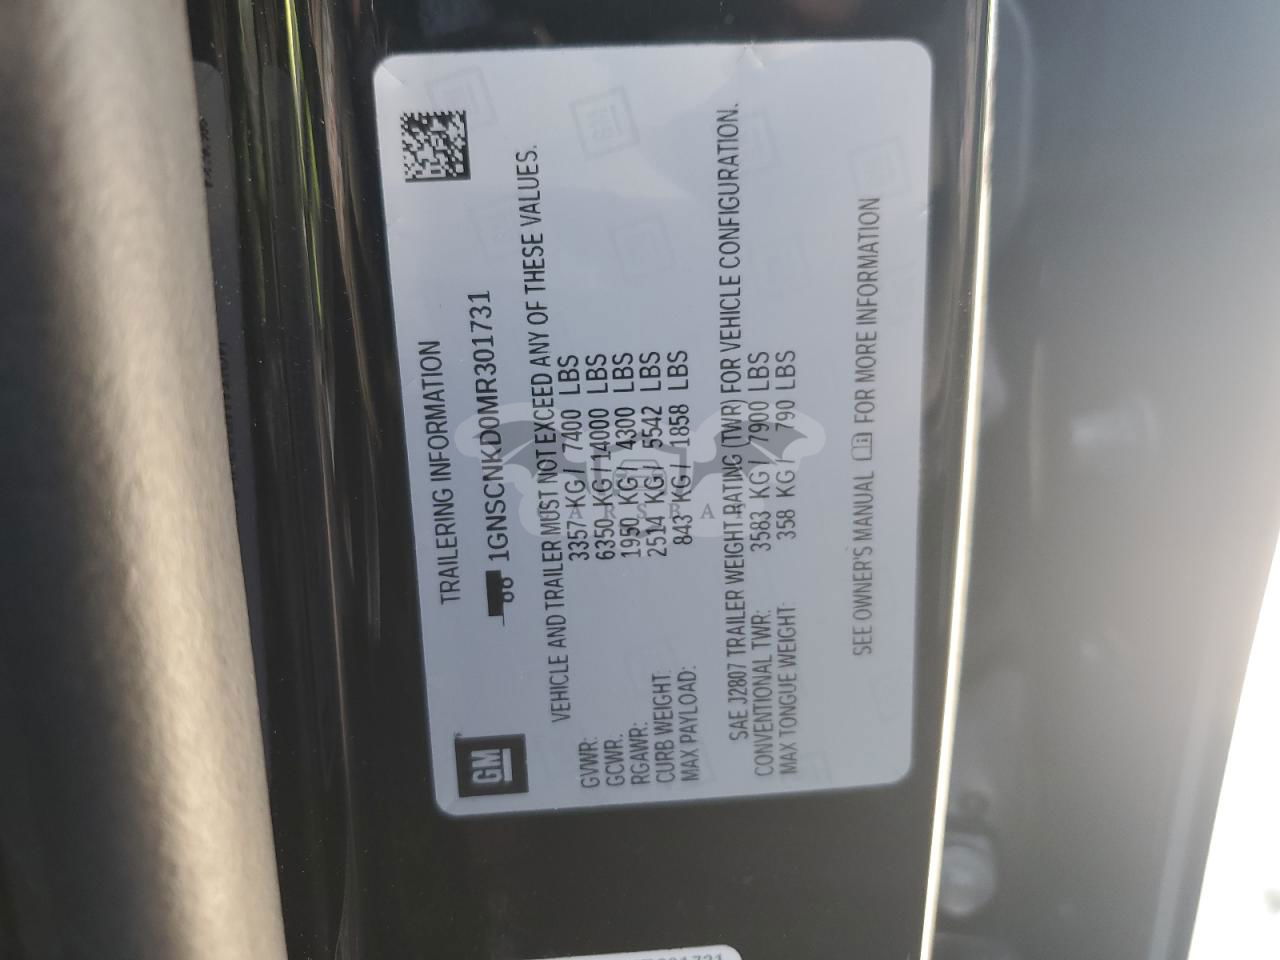 TRAILERING INFORMATION
1GNSCNKD0MR301731
GM
VEHICLE AND TRAILER MUST NOT EXCEED ANY OF THESE VALUES.
GVWR: 3357 KG/ 7400 LBS
GCWR: 6350 KG/14000 LBS
RGAWR: 1950 KG/ 4300 LBS
CURB WEIGHT: 2514 KG/ 5542 LBS
MAX PAYLOAD: 843 KG/ 1858 LBS
SAE J2807 TRAILER WEIGHT RATING (TWR) FOR VEHICLE CONFIGURATION.
CONVENTIONAL TWR: 3583 KG/ 7900 LBS
MAX TONGUE WEIGHT: 358 KG/ 790 LBS
SEE OWNER'S MANUAL FOR MORE INFORMATION